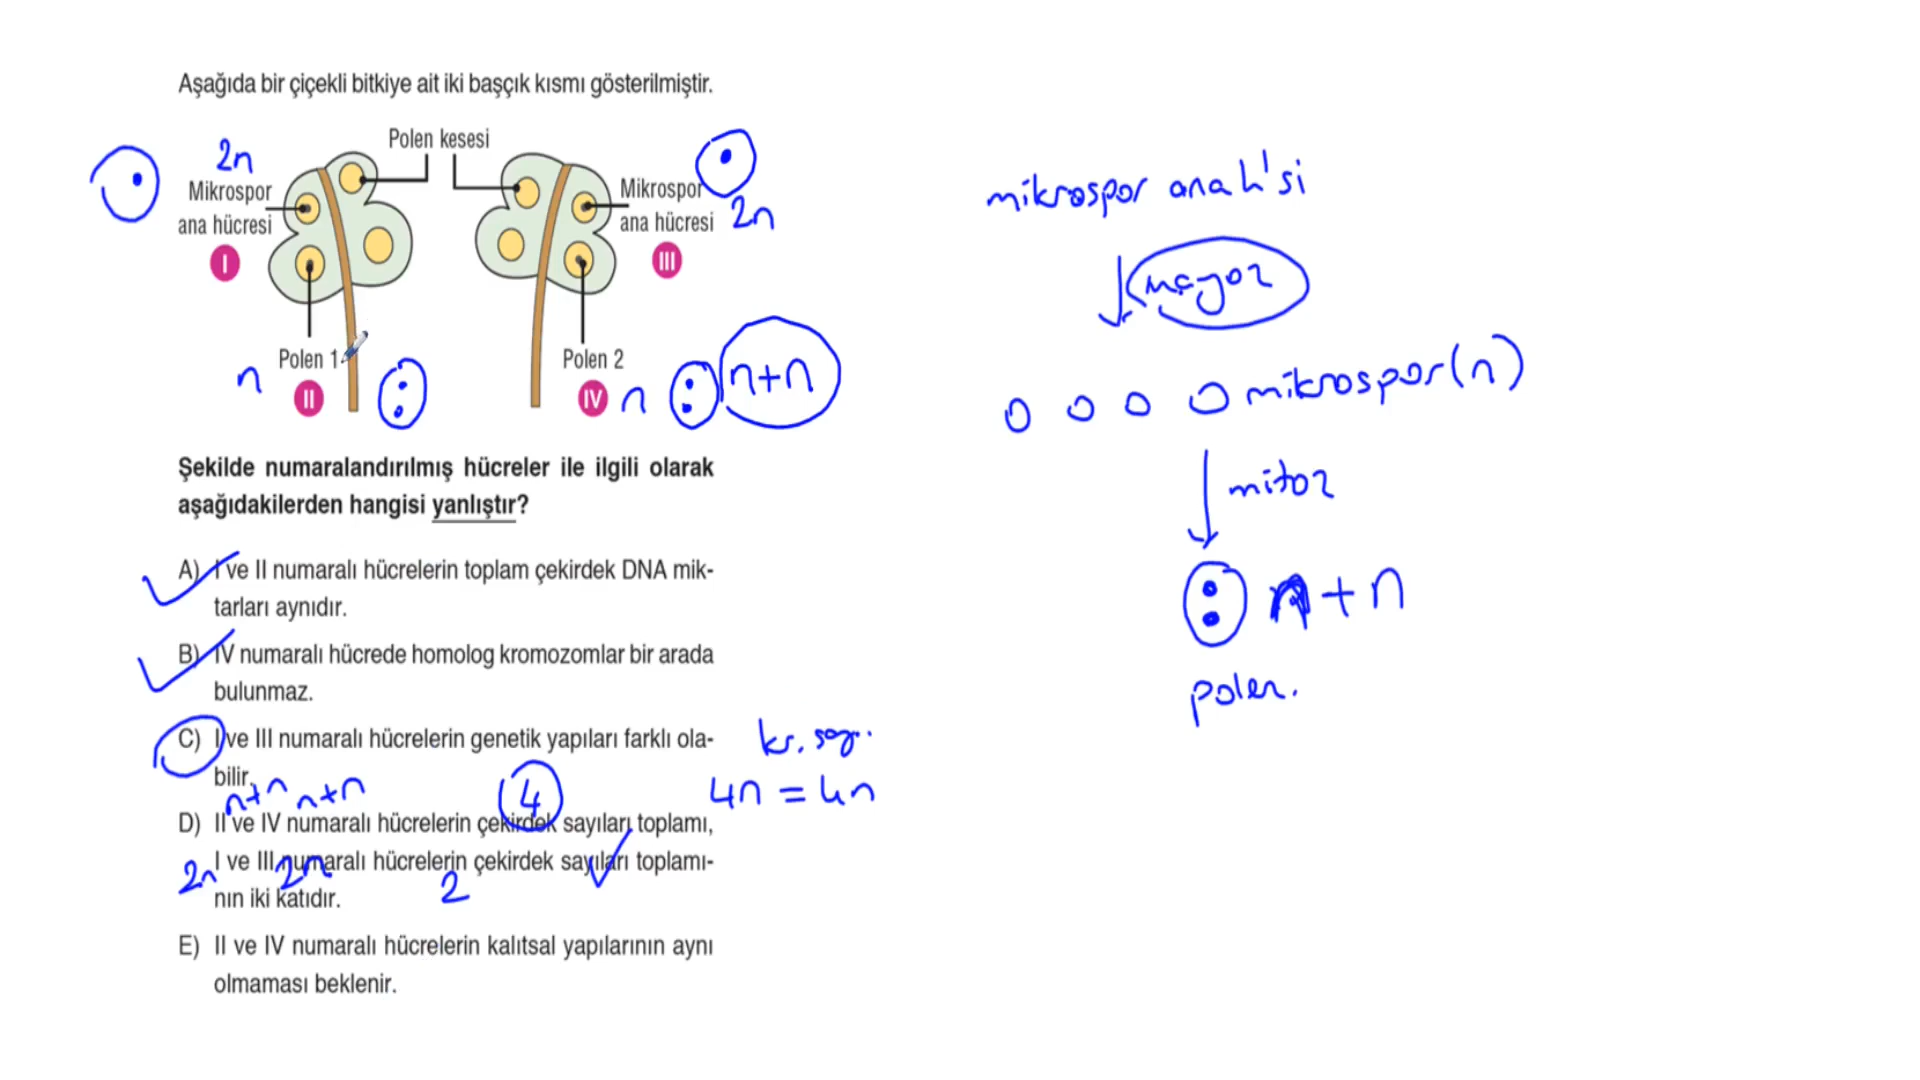 Aşağıda bir çiçekli bitkiye ait iki başçık kısmı gösterilmiştir.
Polen kesesi
2n
Mikrospor
ana hücresi
I
Mikrospor
ana hücresi
2n
III
Polen 1
n
II
Polen 2
IV
n
n+n
Şekilde numaralandırılmış hücreler ile ilgili olarak
aşağıdakilerden hangisi yanlıştır?
A) I ve II numaralı hücrelerin toplam çekirdek DNA mik-
tarları aynıdır.
B) IV numaralı hücrede homolog kromozomlar bir arada
bulunmaz.
C) I ve III numaralı hücrelerin genetik yapıları farklı ola-
bilir.
n+n n+n
4
D) II ve IV numaralı hücrelerin çekirdek sayıları toplamı,
I ve III numaralı hücrelerin çekirdek sayıları toplamı-
2n 2n 2
nın iki katıdır.
E) II ve IV numaralı hücrelerin kalıtsal yapılarının aynı
olmaması beklenir.
kr. say..
4n = 4n
mikrospor ana h'si
mayoz
mikrospor(n)
mitoz
n+n
polen.